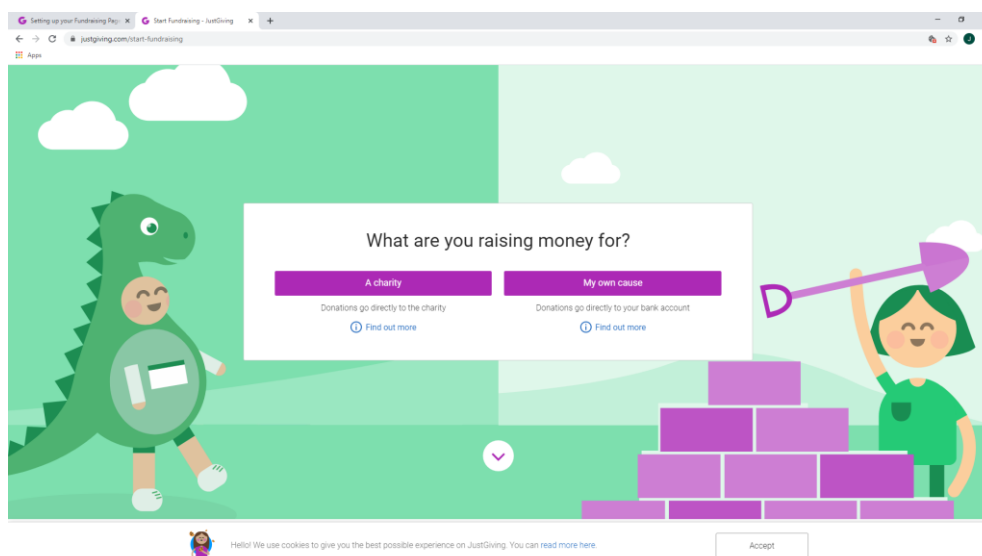 Setting up your Fundraising Page
Start Fundraising - JustGiving
justgiving.com/start-fundraising
J
Apps
What are you raising money for?
A charity
My own cause
Donations go directly to the charity
Donations go directly to your bank account
Find out more
Find out more
Hello! We use cookies to give you the best possible experience on JustGiving. You can read more here.
Accept